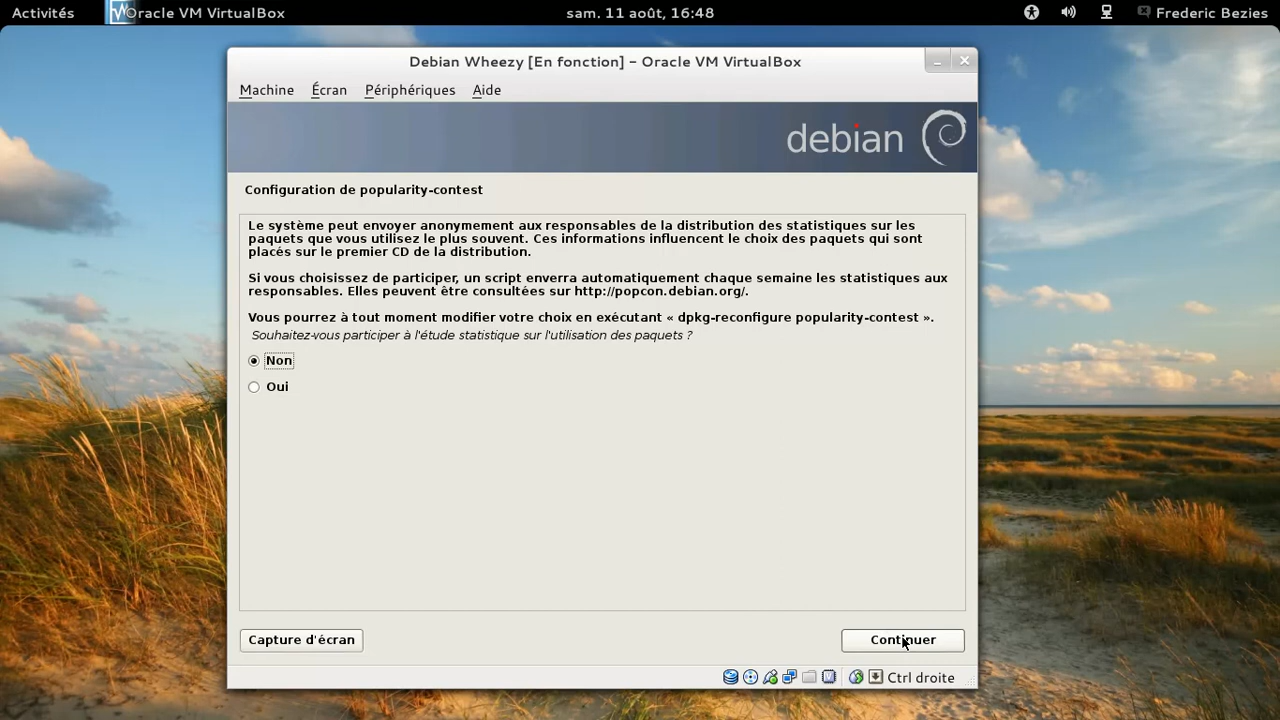 Activités Oracle VM VirtualBox sam. 11 août, 16:48 Frederic Bezies
Debian Wheezy [En fonction] - Oracle VM VirtualBox
Machine Écran Périphériques Aide
debian
Configuration de popularity-contest
Le système peut envoyer anonymement aux responsables de la distribution des statistiques sur les
paquets que vous utilisez le plus souvent. Ces informations influencent le choix des paquets qui sont
placés sur le premier CD de la distribution.
Si vous choisissez de participer, un script enverra automatiquement chaque semaine les statistiques aux
responsables. Elles peuvent être consultées sur http://popcon.debian.org/.
Vous pourrez à tout moment modifier votre choix en exécutant « dpkg-reconfigure popularity-contest ».
Souhaitez-vous participer à l'étude statistique sur l'utilisation des paquets ?
Non
Oui
Capture d'écran Continuer
Ctrl droite